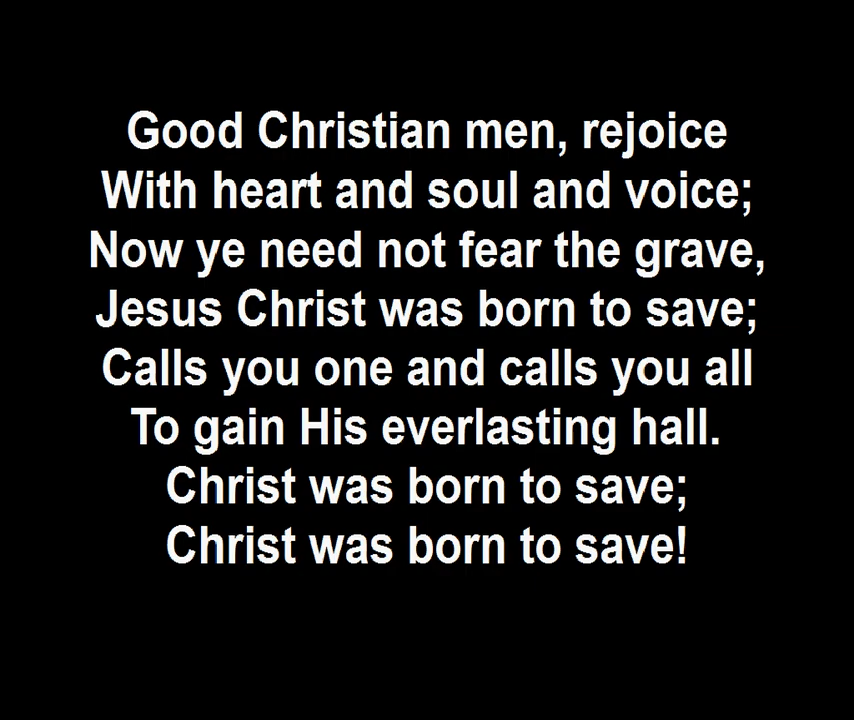 Good Christian men, rejoice
With heart and soul and voice;
Now ye need not fear the grave,
Jesus Christ was born to save;
Calls you one and calls you all
To gain His everlasting hall.
Christ was born to save;
Christ was born to save!